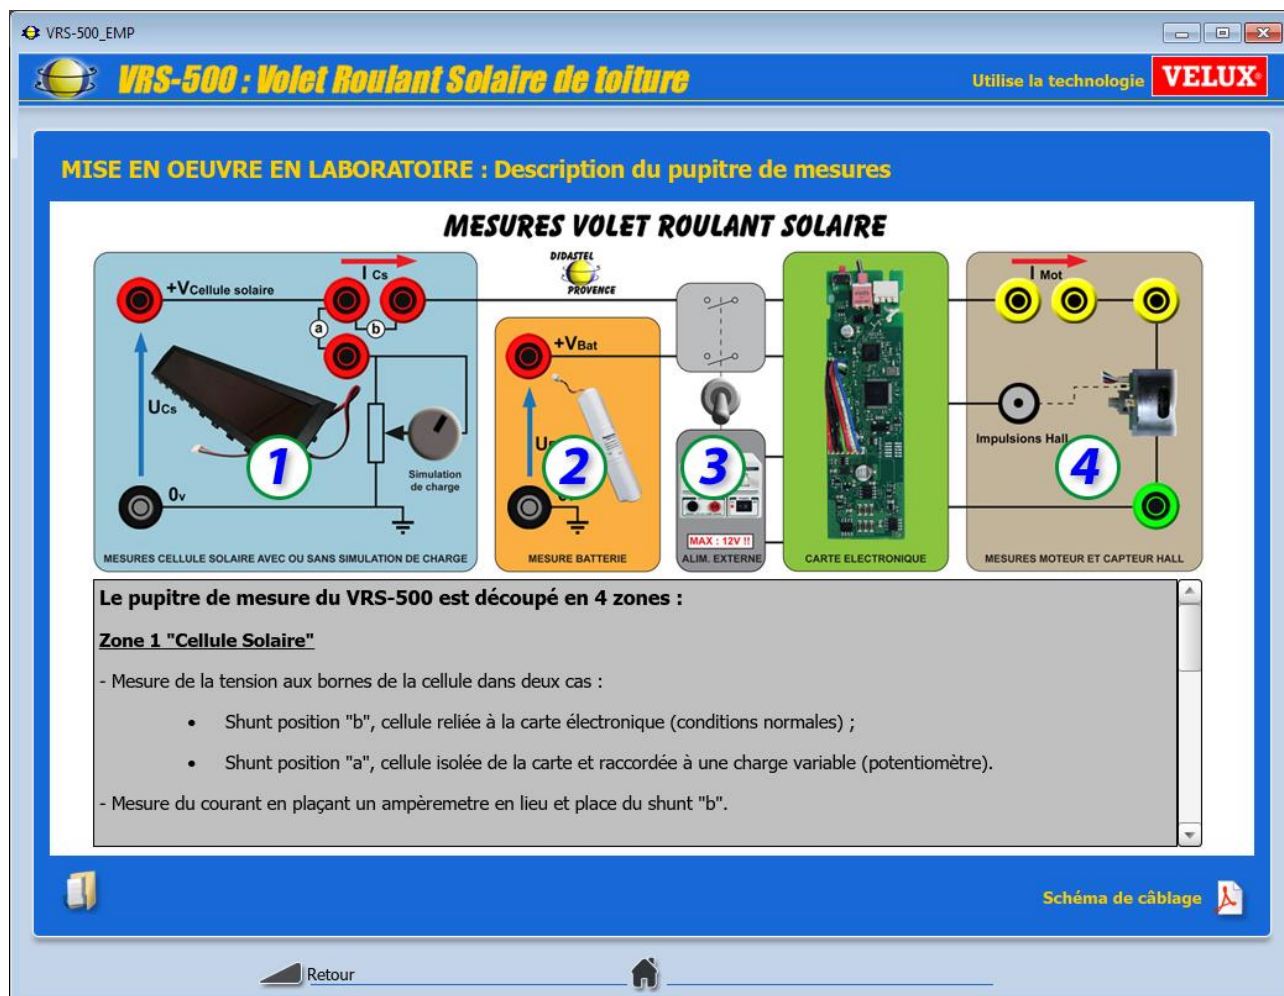 VRS-500_EMP
VRS-500 : Volet Roulant Solaire de toiture
Utilise la technologie VELUX
MISE EN OEUVRE EN LABORATOIRE : Description du pupitre de mesures
MESURES VOLET ROULANT SOLAIRE
DIDASTEL
PROVENCE
+VCellule solaire
I Cs
a
b
UCs
0v
Simulation
de charge
1
MESURES CELLULE SOLAIRE AVEC OU SANS SIMULATION DE CHARGE
+VBat
2
MESURE BATTERIE
3
MAX : 12V !!
ALIM. EXTERNE
CARTE ELECTRONIQUE
I Mot
Impulsions Hall
4
MESURES MOTEUR ET CAPTEUR HALL
Le pupitre de mesure du VRS-500 est découpé en 4 zones :
Zone 1 "Cellule Solaire"
- Mesure de la tension aux bornes de la cellule dans deux cas :
• Shunt position "b", cellule reliée à la carte électronique (conditions normales) ;
• Shunt position "a", cellule isolée de la carte et raccordée à une charge variable (potentiomètre).
- Mesure du courant en plaçant un ampèremetre en lieu et place du shunt "b".
Schéma de câblage
Retour